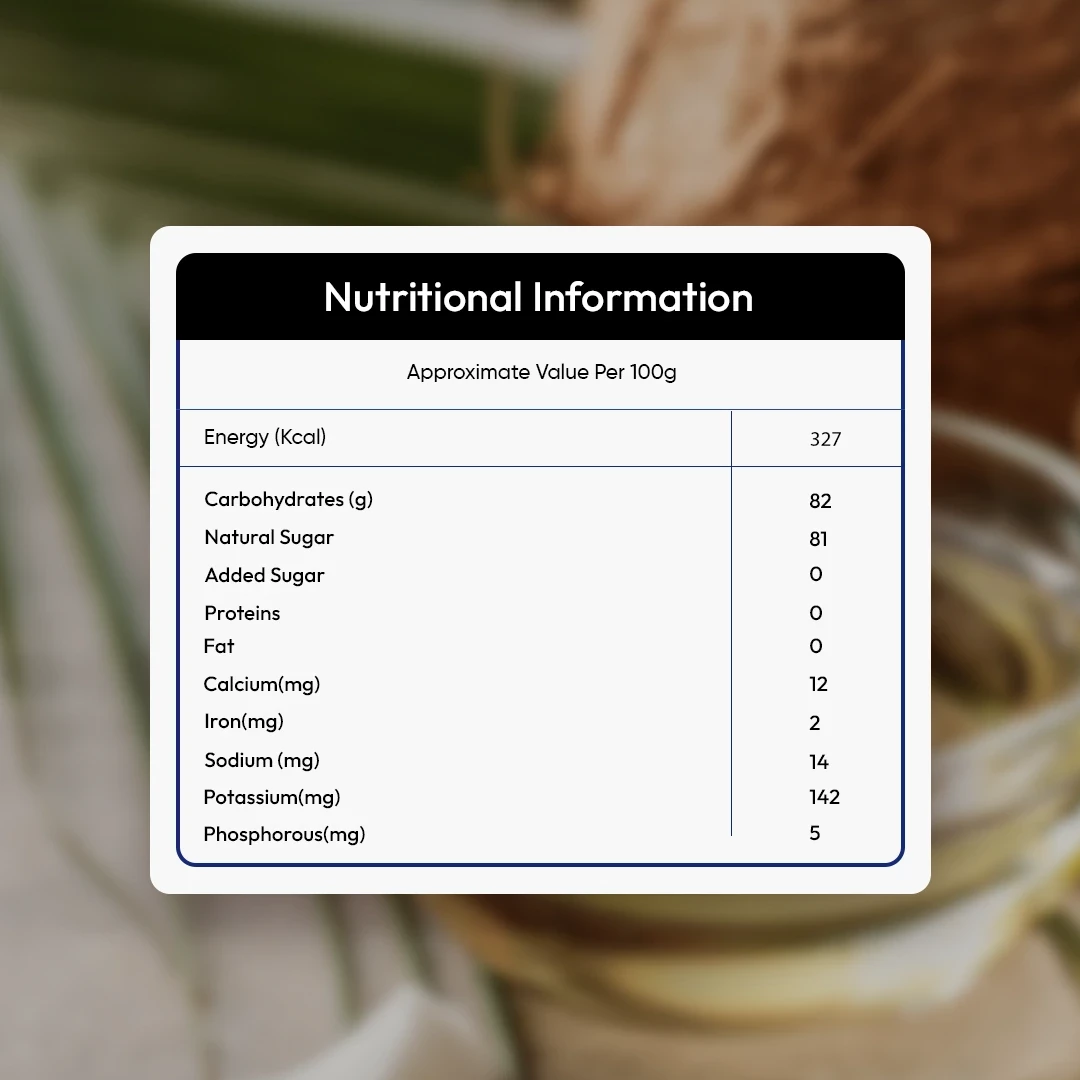 Nutritional Information
Approximate Value Per 100g
Energy (Kcal) 327
Carbohydrates (g) 82
Natural Sugar 81
Added Sugar 0
Proteins 0
Fat 0
Calcium(mg) 12
Iron(mg) 2
Sodium (mg) 14
Potassium(mg) 142
Phosphorous(mg) 5